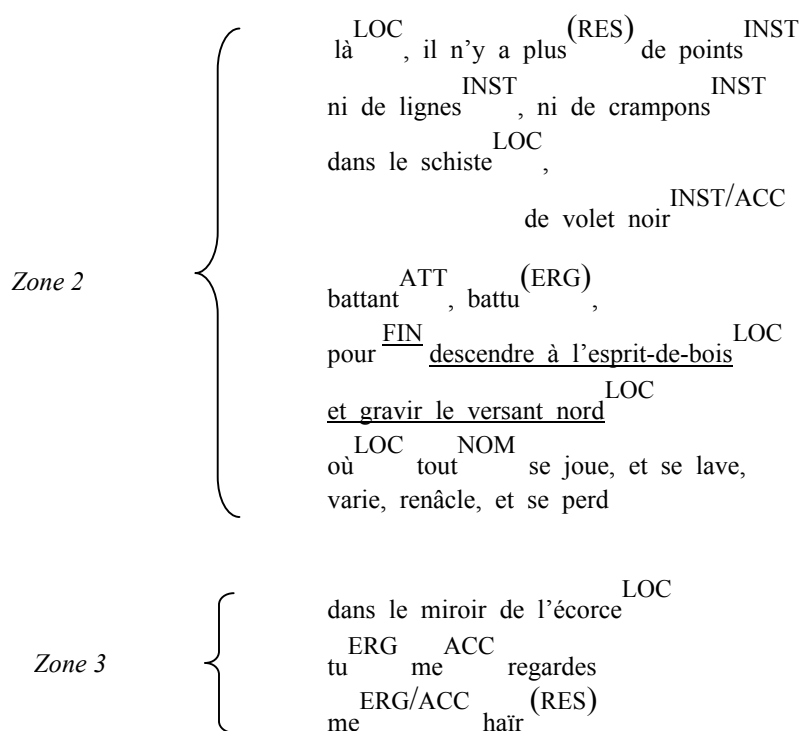 là^LOC, il n'y a plus^(RES) de points^INST
ni de lignes^INST, ni de crampons^INST
dans le schiste^LOC,
de volet noir^INST/ACC
Zone 2
battant^ATT, battu^(ERG),
pour ^FIN descendre à l'esprit-de-bois^LOC
et gravir le versant nord^LOC
où^LOC tout^NOM se joue, et se lave,
varie, renâcle, et se perd
dans le miroir de l'écorce^LOC
Zone 3
tu^ERG me^ACC regardes
me^ERG/ACC haïr^(RES)